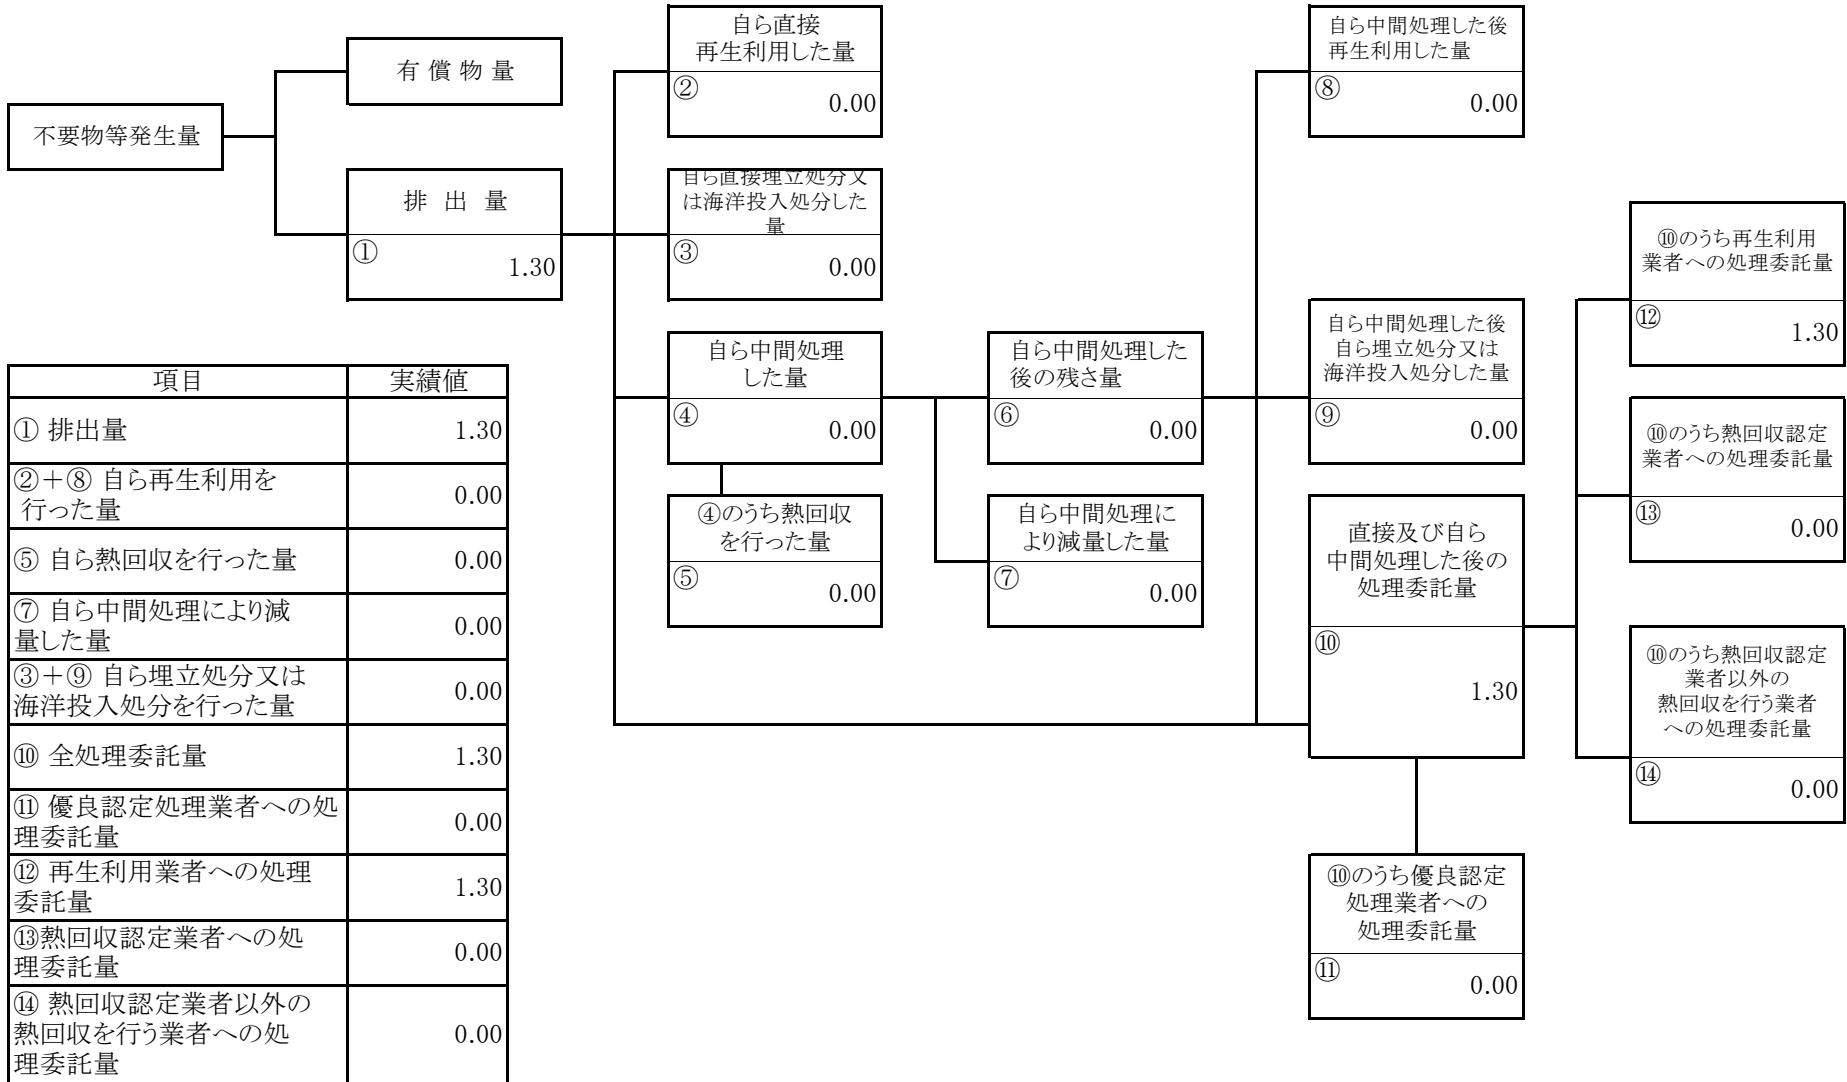 不要物等発生量
有 償 物 量
排 出 量
①
1.30
自ら直接
再生利用した量
②
0.00
自ら直接埋立処分又
は海洋投入処分した
量
③
0.00
自ら中間処理
した量
④
0.00
④のうち熱回収
を行った量
⑤
0.00
自ら中間処理した
後の残さ量
⑥
0.00
自ら中間処理に
より減量した量
⑦
0.00
自ら中間処理した後
再生利用した量
⑧
0.00
自ら中間処理した後
自ら埋立処分又は
海洋投入処分した量
⑨
0.00
直接及び自ら
中間処理した後の
処理委託量
⑩
1.30
⑩のうち優良認定
処理業者への
処理委託量
⑪
0.00
⑩のうち再生利用
業者への処理委託量
⑫
1.30
⑩のうち熱回収認定
業者への処理委託量
⑬
0.00
⑩のうち熱回収認定
業者以外の
熱回収を行う業者
への処理委託量
⑭
0.00
項目 実績値
① 排出量 1.30
②＋⑧ 自ら再生利用を
行った量 0.00
⑤ 自ら熱回収を行った量 0.00
⑦ 自ら中間処理により減
量した量 0.00
③＋⑨ 自ら埋立処分又は
海洋投入処分を行った量 0.00
⑩ 全処理委託量 1.30
⑪ 優良認定処理業者への処
理委託量 0.00
⑫ 再生利用業者への処理
委託量 1.30
⑬熱回収認定業者への処
理委託量 0.00
⑭ 熱回収認定業者以外の
熱回収を行う業者への処
理委託量 0.00